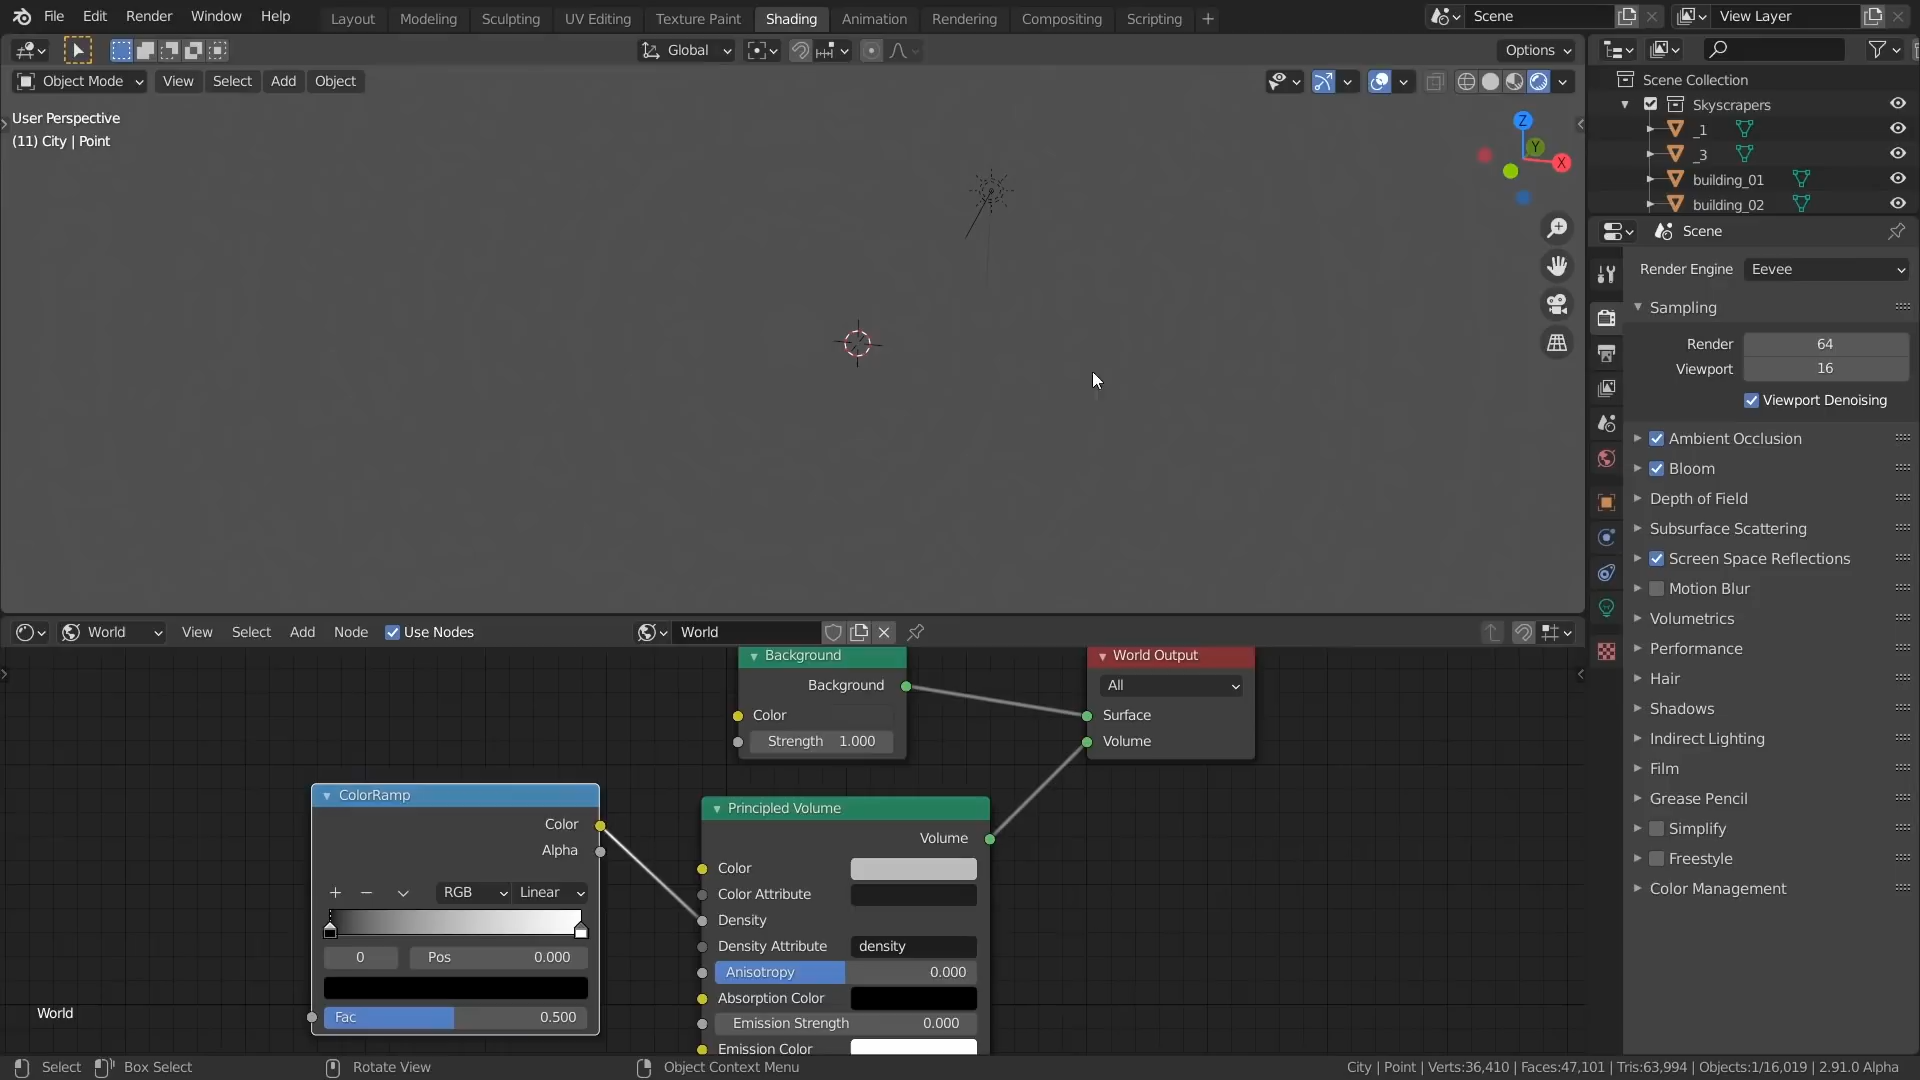 File Edit Render Window Help
Layout Modeling Sculpting UV Editing Texture Paint Shading Animation Rendering Compositing Scripting +
Scene
View Layer
Global
Options
Object Mode View Select Add Object
User Perspective
(11) City | Point
Z
Y
X
Scene Collection
Skyscrapers
_1
_3
building_01
building_02
Scene
Render Engine Eevee
Sampling
Render 64
Viewport 16
Viewport Denoising
Ambient Occlusion
Bloom
Depth of Field
Subsurface Scattering
Screen Space Reflections
Motion Blur
Volumetrics
Performance
Hair
Shadows
Indirect Lighting
Film
Grease Pencil
Simplify
Freestyle
Color Management
World View Select Add Node Use Nodes
World
Background
Background
Color
Strength 1.000
World Output
All
Surface
Volume
ColorRamp
Color
Alpha
+ − RGB Linear
0 Pos 0.000
Fac 0.500
Principled Volume
Volume
Color
Color Attribute
Density
Density Attribute density
Anisotropy 0.000
Absorption Color
Emission Strength 0.000
Emission Color
World
Select Box Select Rotate View Object Context Menu
City | Point | Verts:36,410 | Faces:47,101 | Tris:63,994 | Objects:1/16,019 | 2.91.0 Alpha